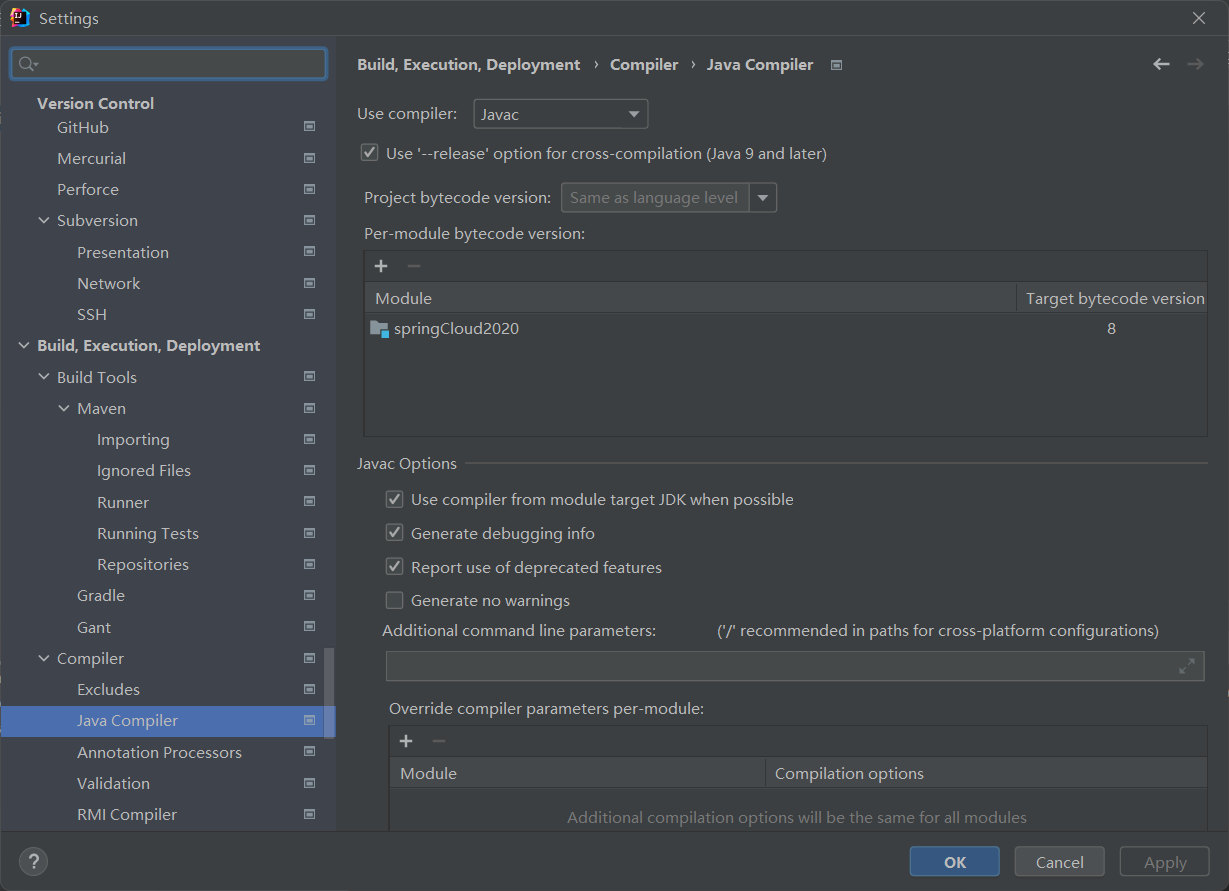 Settings
Version Control
GitHub
Mercurial
Perforce
Subversion
Presentation
Network
SSH
Build, Execution, Deployment
Build Tools
Maven
Importing
Ignored Files
Runner
Running Tests
Repositories
Gradle
Gant
Compiler
Excludes
Java Compiler
Annotation Processors
Validation
RMI Compiler
Build, Execution, Deployment › Compiler › Java Compiler
Use compiler: Javac
Use '--release' option for cross-compilation (Java 9 and later)
Project bytecode version: Same as language level
Per-module bytecode version:
Module Target bytecode version
springCloud2020 8
Javac Options
Use compiler from module target JDK when possible
Generate debugging info
Report use of deprecated features
Generate no warnings
Additional command line parameters: ('/' recommended in paths for cross-platform configurations)
Override compiler parameters per-module:
Module Compilation options
Additional compilation options will be the same for all modules
? OK Cancel Apply